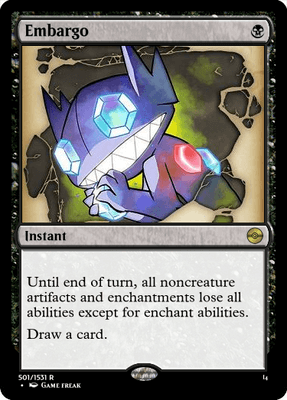 Embargo
Instant
Until end of turn, all noncreature
artifacts and enchantments lose all
abilities except for enchant abilities.
Draw a card.
501/1531 R
• GAME FREAK